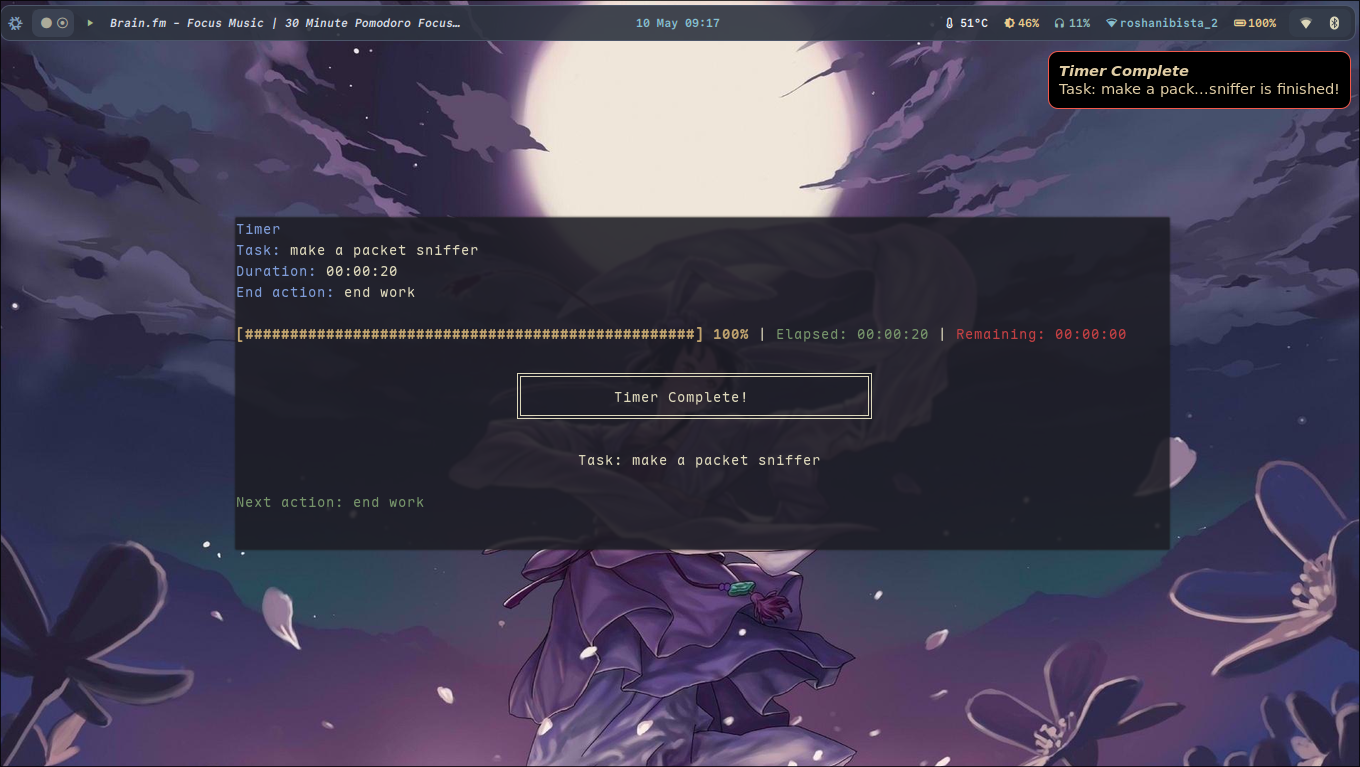 Brain.fm - Focus Music | 30 Minute Pomodoro Focus…
10 May 09:17
51°C 46% 11% roshanibista_2 100%
Timer Complete
Task: make a pack…sniffer is finished!
Timer
Task: make a packet sniffer
Duration: 00:00:20
End action: end work
[##################################################] 100% | Elapsed: 00:00:20 | Remaining: 00:00:00
Timer Complete!
Task: make a packet sniffer
Next action: end work